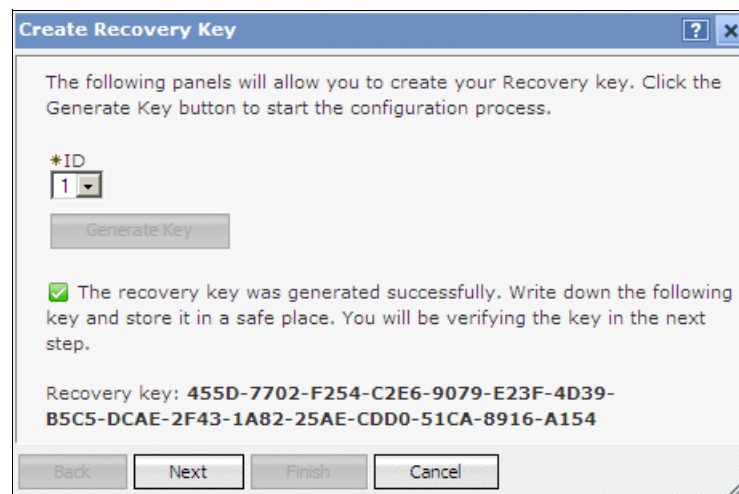 Create Recovery Key
?
x
The following panels will allow you to create your Recovery key. Click the
Generate Key button to start the configuration process.
*ID
1
Generate Key
The recovery key was generated successfully. Write down the following
key and store it in a safe place. You will be verifying the key in the next
step.
Recovery key: 455D-7702-F254-C2E6-9079-E23F-4D39-
B5C5-DCAE-2F43-1A82-25AE-CDD0-51CA-8916-A154
Back Next Finish Cancel